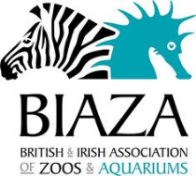 BIAZA
BRITISH & IRISH ASSOCIATION
OF ZOOS & AQUARIUMS